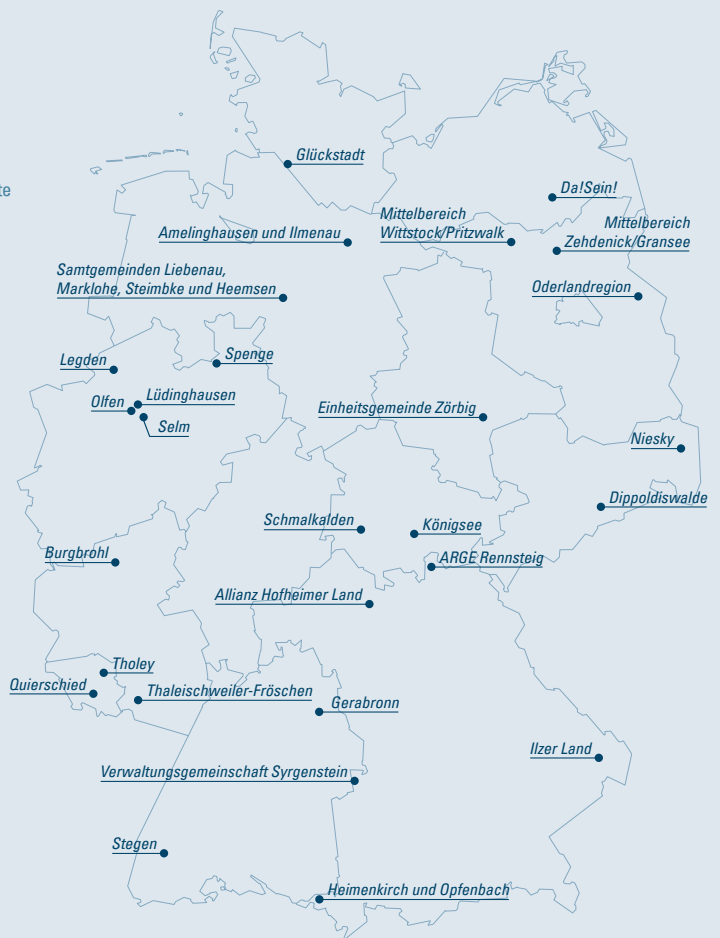 Glückstadt
te
Da!Sein!
Mittelbereich
Wittstock/Pritzwalk
Mittelbereich
Zehdenick/Gransee
Amelinghausen und Ilmenau
Samtgemeinden Liebenau,
Marklohe, Steimbke und Heemsen
Oderlandregion
Legden
Spenge
Olfen
Lüdinghausen
Selm
Einheitsgemeinde Zörbig
Niesky
Dippoldiswalde
Schmalkalden
Königsee
Burgbrohl
ARGE Rennsteig
Allianz Hofheimer Land
Tholey
Quierschied
Thaleischweiler-Fröschen
Gerabronn
Ilzer Land
Verwaltungsgemeinschaft Syrgenstein
Stegen
Heimenkirch und Opfenbach